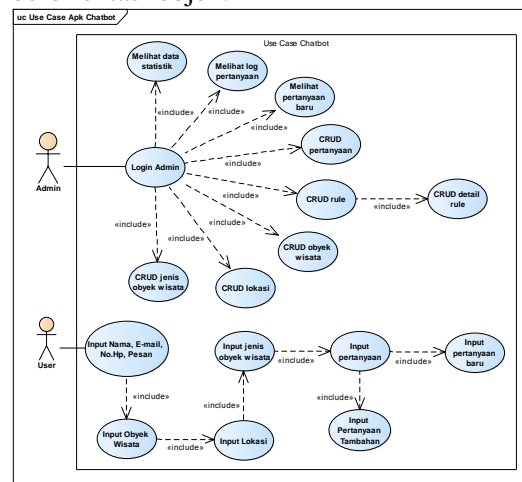 uc Use Case Apk Chatbot
Use Case Chatbot
Melihat data
statistik
Melihat log
pertanyaan
Melihat
pertanyaan
baru
«include»
«include»
«include»
CRUD
pertanyaan
«include»
Admin
Login Admin
CRUD rule
«include»
CRUD detail
rule
«include»
«include»
«include»
«include»
CRUD obyek
wisata
«include»
CRUD jenis
obyek wisata
CRUD lokasi
User
Input Nama, E-mail,
No.Hp, Pesan
Input jenis
obyek wisata
«include»
Input
pertanyaan
«include»
Input
pertanyaan
baru
«include»
«include»
«include»
Input Obyek
Wisata
«include»
Input Lokasi
Input
Pertanyaan
Tambahan